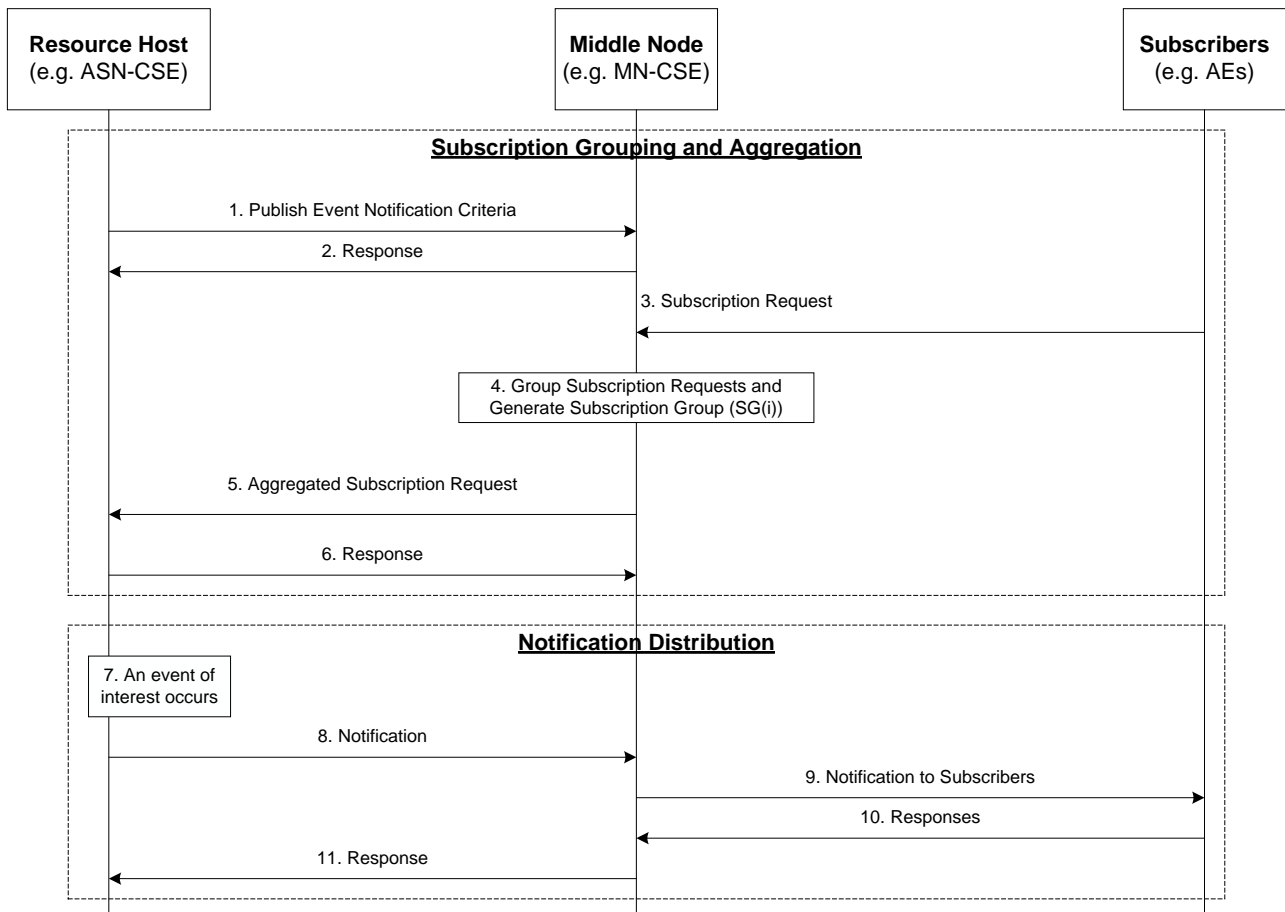 Resource Host
(e.g. ASN-CSE)
Middle Node
(e.g. MN-CSE)
Subscribers
(e.g. AEs)
Subscription Grouping and Aggregation
1. Publish Event Notification Criteria
2. Response
3. Subscription Request
4. Group Subscription Requests and
Generate Subscription Group (SG(i))
5. Aggregated Subscription Request
6. Response
Notification Distribution
7. An event of
interest occurs
8. Notification
9. Notification to Subscribers
10. Responses
11. Response